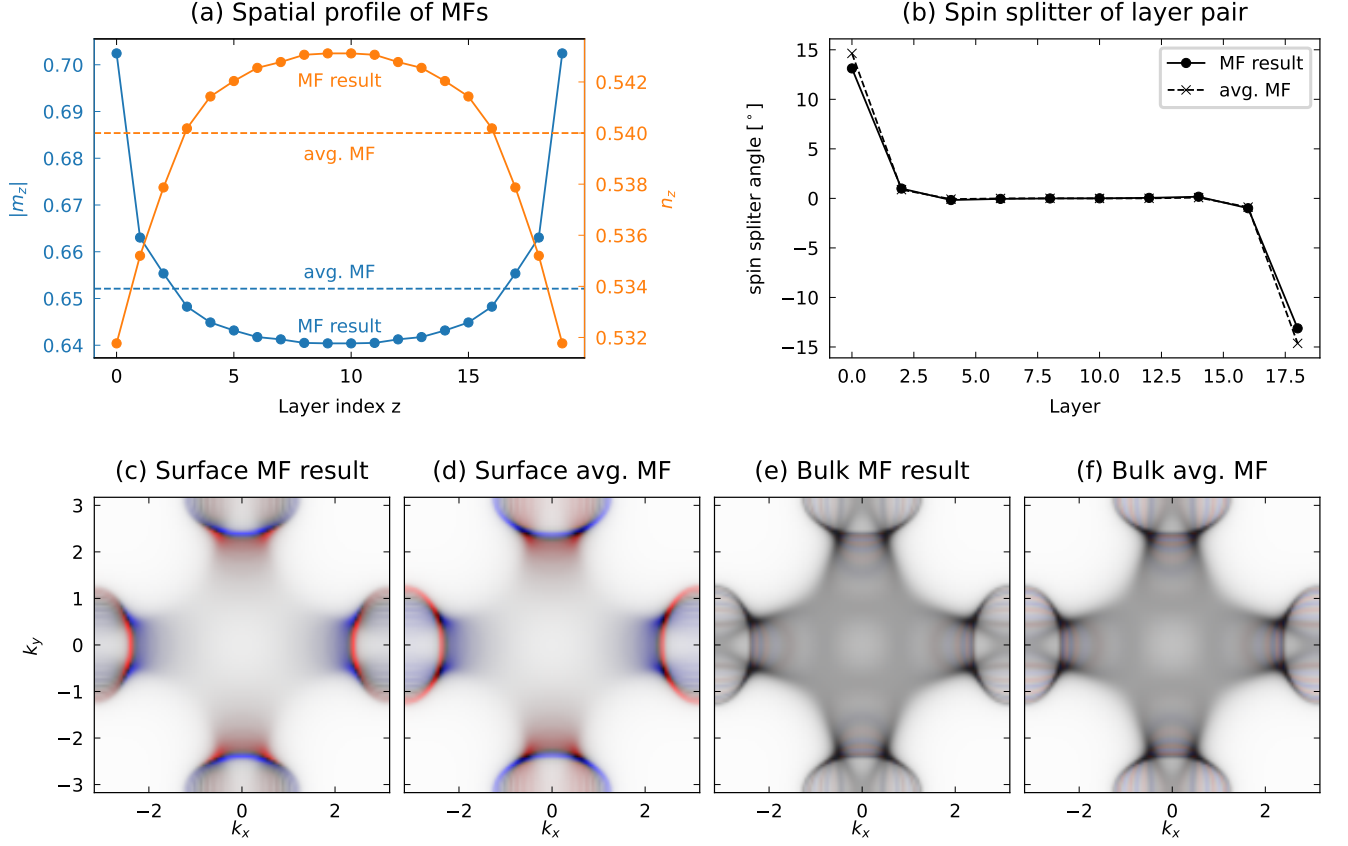 (a) Spatial profile of MFs
0.70
0.69
0.68
0.67
0.66
0.65
0.64
|m_z|
MF result
avg. MF
avg. MF
MF result
0.542
0.540
0.538
0.536
0.534
0.532
n_z
0 5 10 15
Layer index z
(b) Spin splitter of layer pair
15
10
5
0
−5
−10
−15
spin spliter angle [°]
MF result
avg. MF
0.0 2.5 5.0 7.5 10.0 12.5 15.0 17.5
Layer
(c) Surface MF result
(d) Surface avg. MF
(e) Bulk MF result
(f) Bulk avg. MF
3
2
1
0
−1
−2
−3
k_y
−2 0 2
k_x
−2 0 2
k_x
−2 0 2
k_x
−2 0 2
k_x